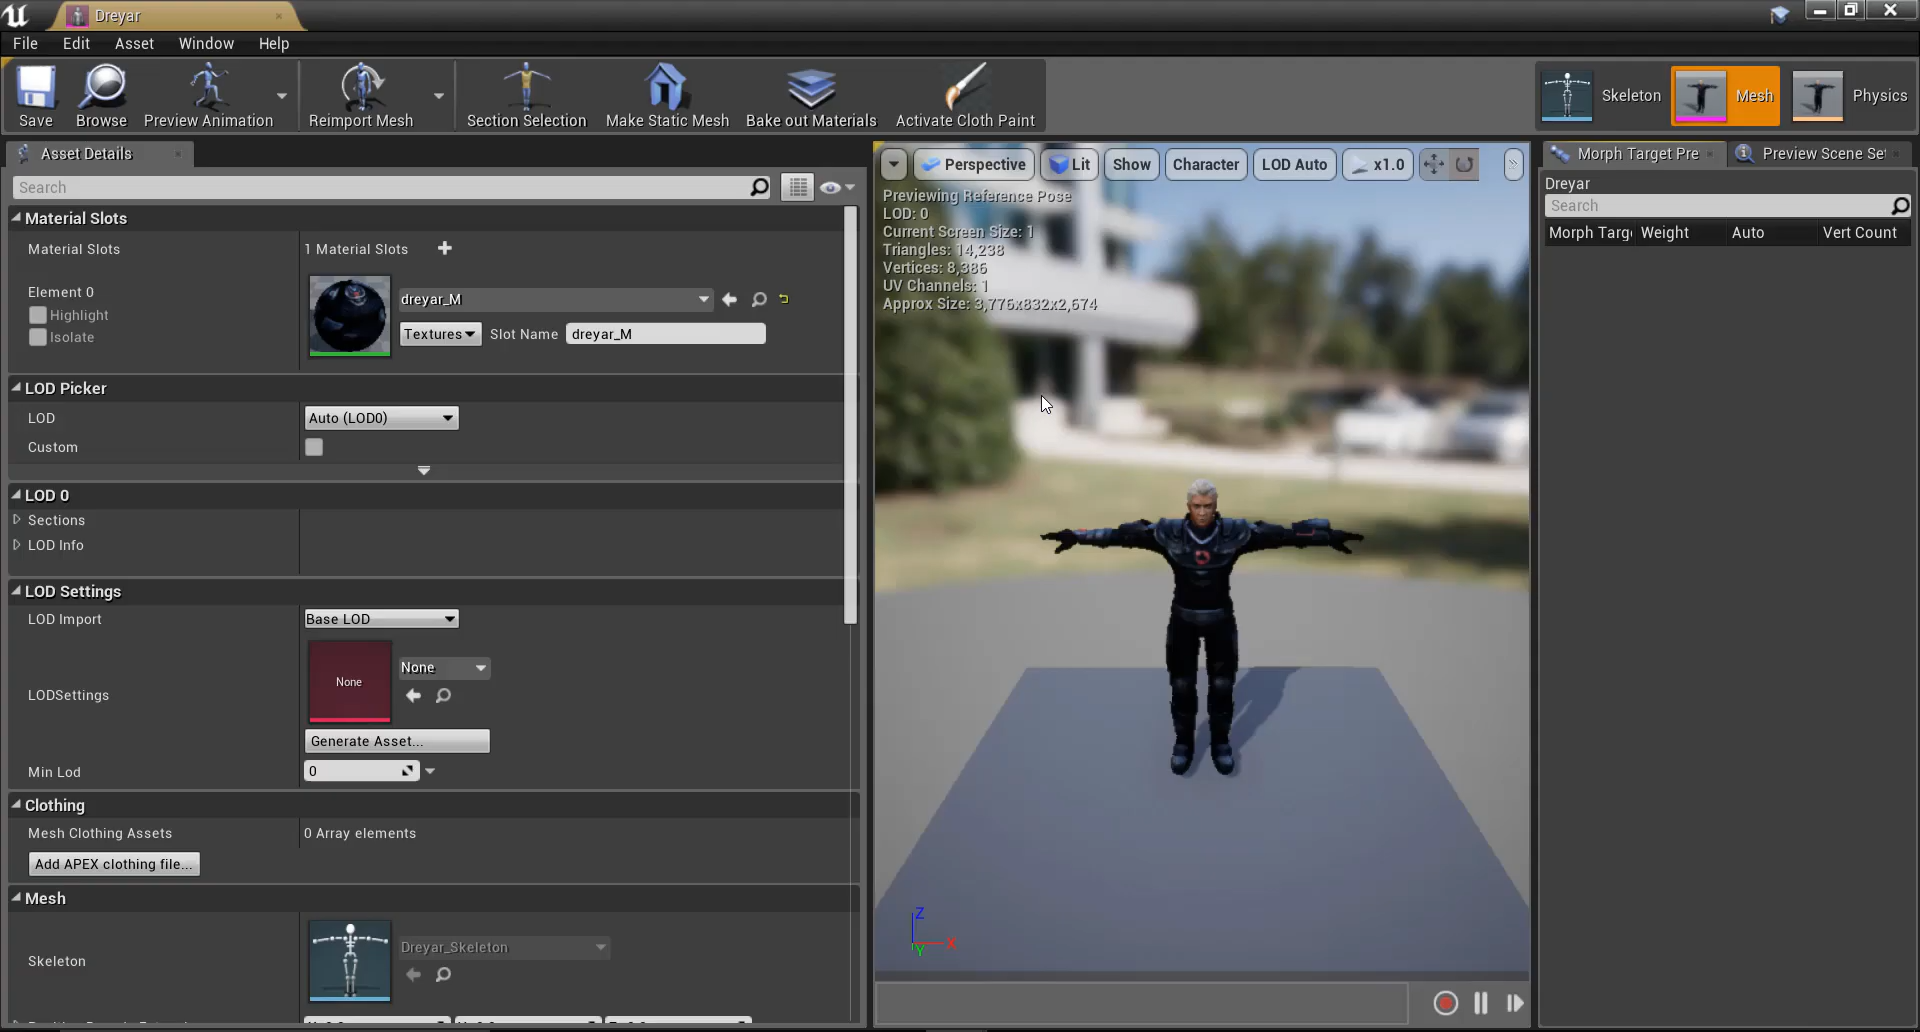 Dreyar
File Edit Asset Window Help
Save Browse Preview Animation Reimport Mesh Section Selection Make Static Mesh Bake out Materials Activate Cloth Paint Skeleton Mesh Physics
Asset Details
Search
Material Slots
Material Slots 1 Material Slots
Element 0
Highlight
Isolate
dreyar_M
Textures Slot Name dreyar_M
LOD Picker
LOD Auto (LOD0)
Custom
LOD 0
Sections
LOD Info
LOD Settings
LOD Import Base LOD
LODSettings None None
Generate Asset...
Min Lod 0
Clothing
Mesh Clothing Assets 0 Array elements
Add APEX clothing file...
Mesh
Skeleton Dreyar_Skeleton
Perspective Lit Show Character LOD Auto x1.0
Previewing Reference Pose
LOD: 0
Current Screen Size: 1
Triangles: 14,238
Vertices: 8,386
UV Channels: 1
Approx Size: 3,776x832x2,674
Z
X
Y
Morph Target Pre Preview Scene Set
Dreyar
Search
Morph Targ Weight Auto Vert Count